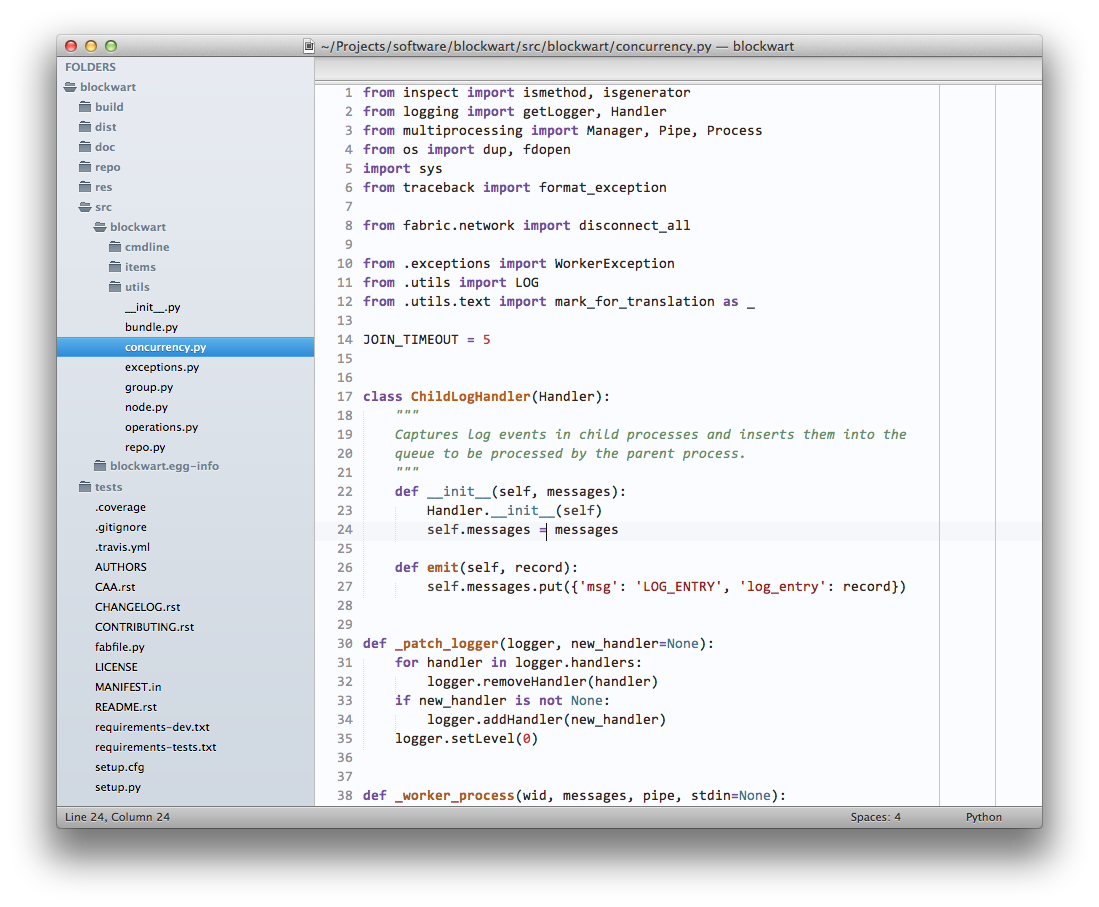 ~/Projects/software/blockwart/src/blockwart/concurrency.py — blockwart
FOLDERS
blockwart
build
dist
doc
repo
res
src
blockwart
cmdline
items
utils
__init__.py
bundle.py
concurrency.py
exceptions.py
group.py
node.py
operations.py
repo.py
blockwart.egg-info
tests
.coverage
.gitignore
.travis.yml
AUTHORS
CAA.rst
CHANGELOG.rst
CONTRIBUTING.rst
fabfile.py
LICENSE
MANIFEST.in
README.rst
requirements-dev.txt
requirements-tests.txt
setup.cfg
setup.py
1 from inspect import ismethod, isgenerator
2 from logging import getLogger, Handler
3 from multiprocessing import Manager, Pipe, Process
4 from os import dup, fdopen
5 import sys
6 from traceback import format_exception
7
8 from fabric.network import disconnect_all
9
10 from .exceptions import WorkerException
11 from .utils import LOG
12 from .utils.text import mark_for_translation as _
13
14 JOIN_TIMEOUT = 5
15
16
17 class ChildLogHandler(Handler):
18     """
19     Captures log events in child processes and inserts them into the
20     queue to be processed by the parent process.
21     """
22     def __init__(self, messages):
23         Handler.__init__(self)
24         self.messages = messages
25
26     def emit(self, record):
27         self.messages.put({'msg': 'LOG_ENTRY', 'log_entry': record})
28
29
30 def _patch_logger(logger, new_handler=None):
31     for handler in logger.handlers:
32         logger.removeHandler(handler)
33     if new_handler is not None:
34         logger.addHandler(new_handler)
35     logger.setLevel(0)
36
37
38 def _worker_process(wid, messages, pipe, stdin=None):
Line 24, Column 24
Spaces: 4
Python